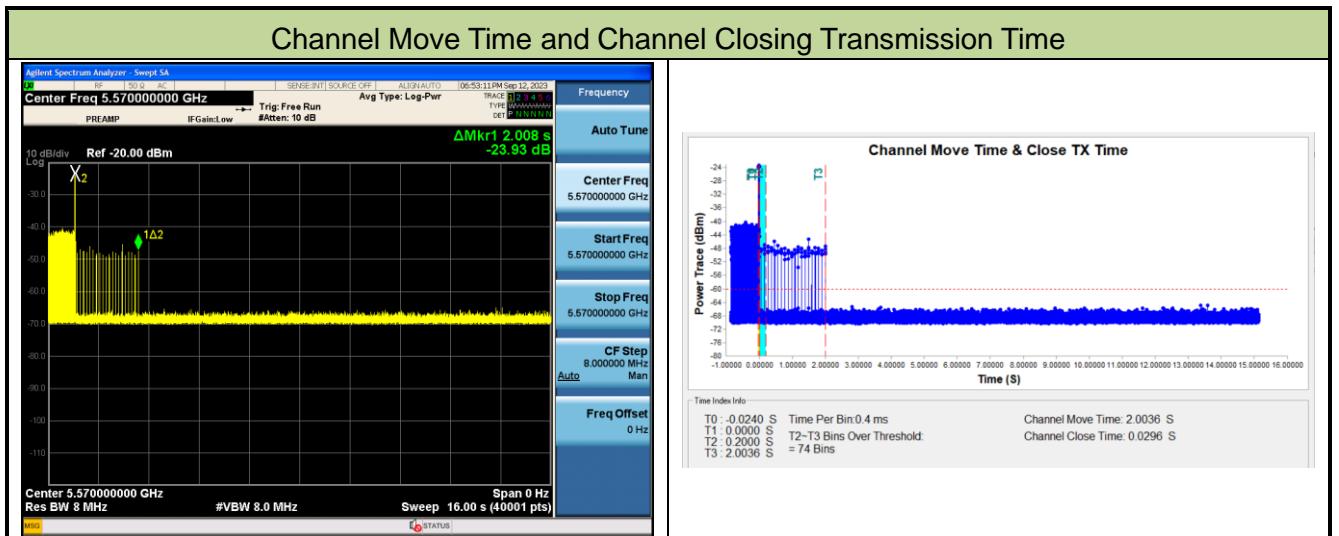 Channel Move Time and Channel Closing Transmission Time
Agilent Spectrum Analyzer - Swept SA
RF 50 Ω AC SENSE:INT SOURCE OFF ALIGN AUTO 06:53:11 PM Sep 12, 2023
Center Freq 5.570000000 GHz
Avg Type: Log-Pwr
TRACE 1 2 3 4 5 6
TYPE
DET P N N N N N
PREAMP IFGain:Low
Trig: Free Run
#Atten: 10 dB
ΔMkr1 2.008 s
-23.93 dB
10 dB/div Ref -20.00 dBm
Log
X2
1Δ2
-30.0
-40.0
-50.0
-60.0
-70.0
-80.0
-90.0
-100
-110
Center 5.570000000 GHz Span 0 Hz
Res BW 8 MHz #VBW 8.0 MHz Sweep 16.00 s (40001 pts)
MSG STATUS
Frequency
Auto Tune
Center Freq
5.570000000 GHz
Start Freq
5.570000000 GHz
Stop Freq
5.570000000 GHz
CF Step
8.000000 MHz
Auto Man
Freq Offset
0 Hz
Channel Move Time & Close TX Time
T3
Power Trace (dBm)
-24
-28
-32
-36
-40
-44
-48
-52
-56
-60
-64
-68
-72
-76
-80
-1.00000 0.00000 1.00000 2.00000 3.00000 4.00000 5.00000 6.00000 7.00000 8.00000 9.00000 10.00000 11.00000 12.00000 13.00000 14.00000 15.00000 16.00000
Time (S)
Time Index Info
T0 : -0.0240 S Time Per Bin:0.4 ms Channel Move Time: 2.0036 S
T1 : 0.0000 S
T2 : 0.2000 S T2~T3 Bins Over Threshold: Channel Close Time: 0.0296 S
T3 : 2.0036 S = 74 Bins